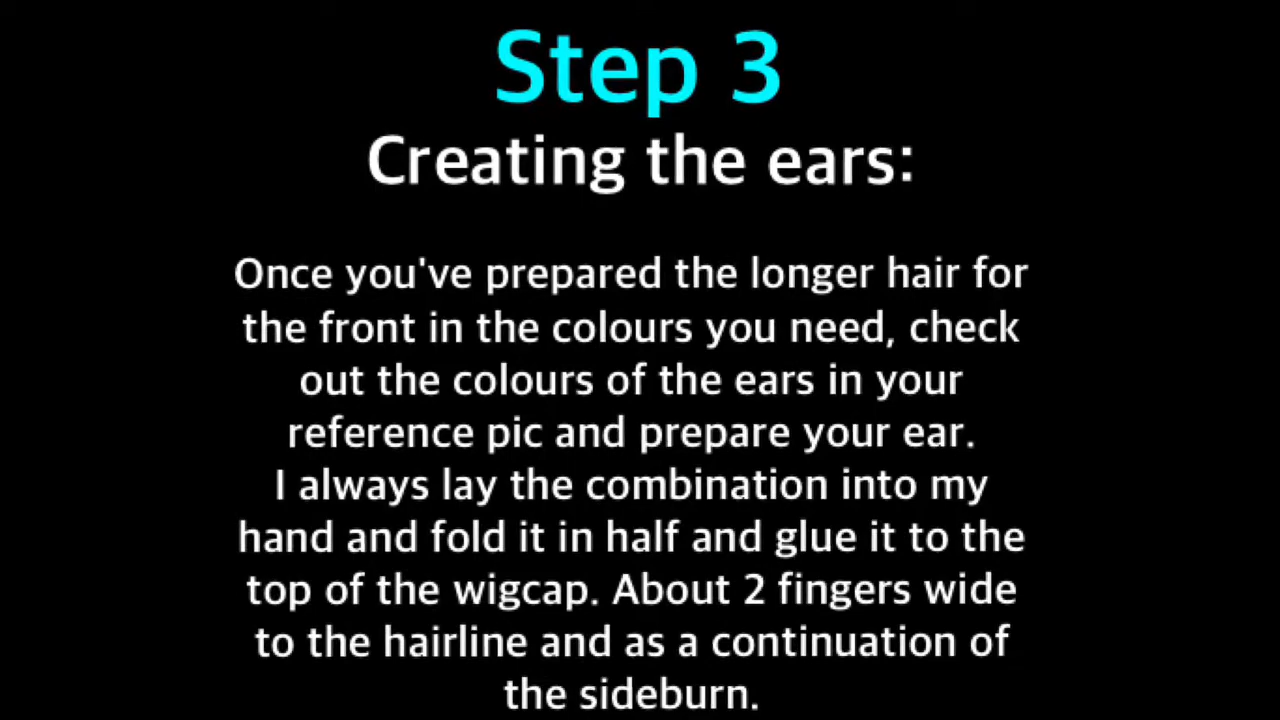 Step 3
Creating the ears:
Once you've prepared the longer hair for
the front in the colours you need, check
out the colours of the ears in your
reference pic and prepare your ear.
I always lay the combination into my
hand and fold it in half and glue it to the
top of the wigcap. About 2 fingers wide
to the hairline and as a continuation of
the sideburn.